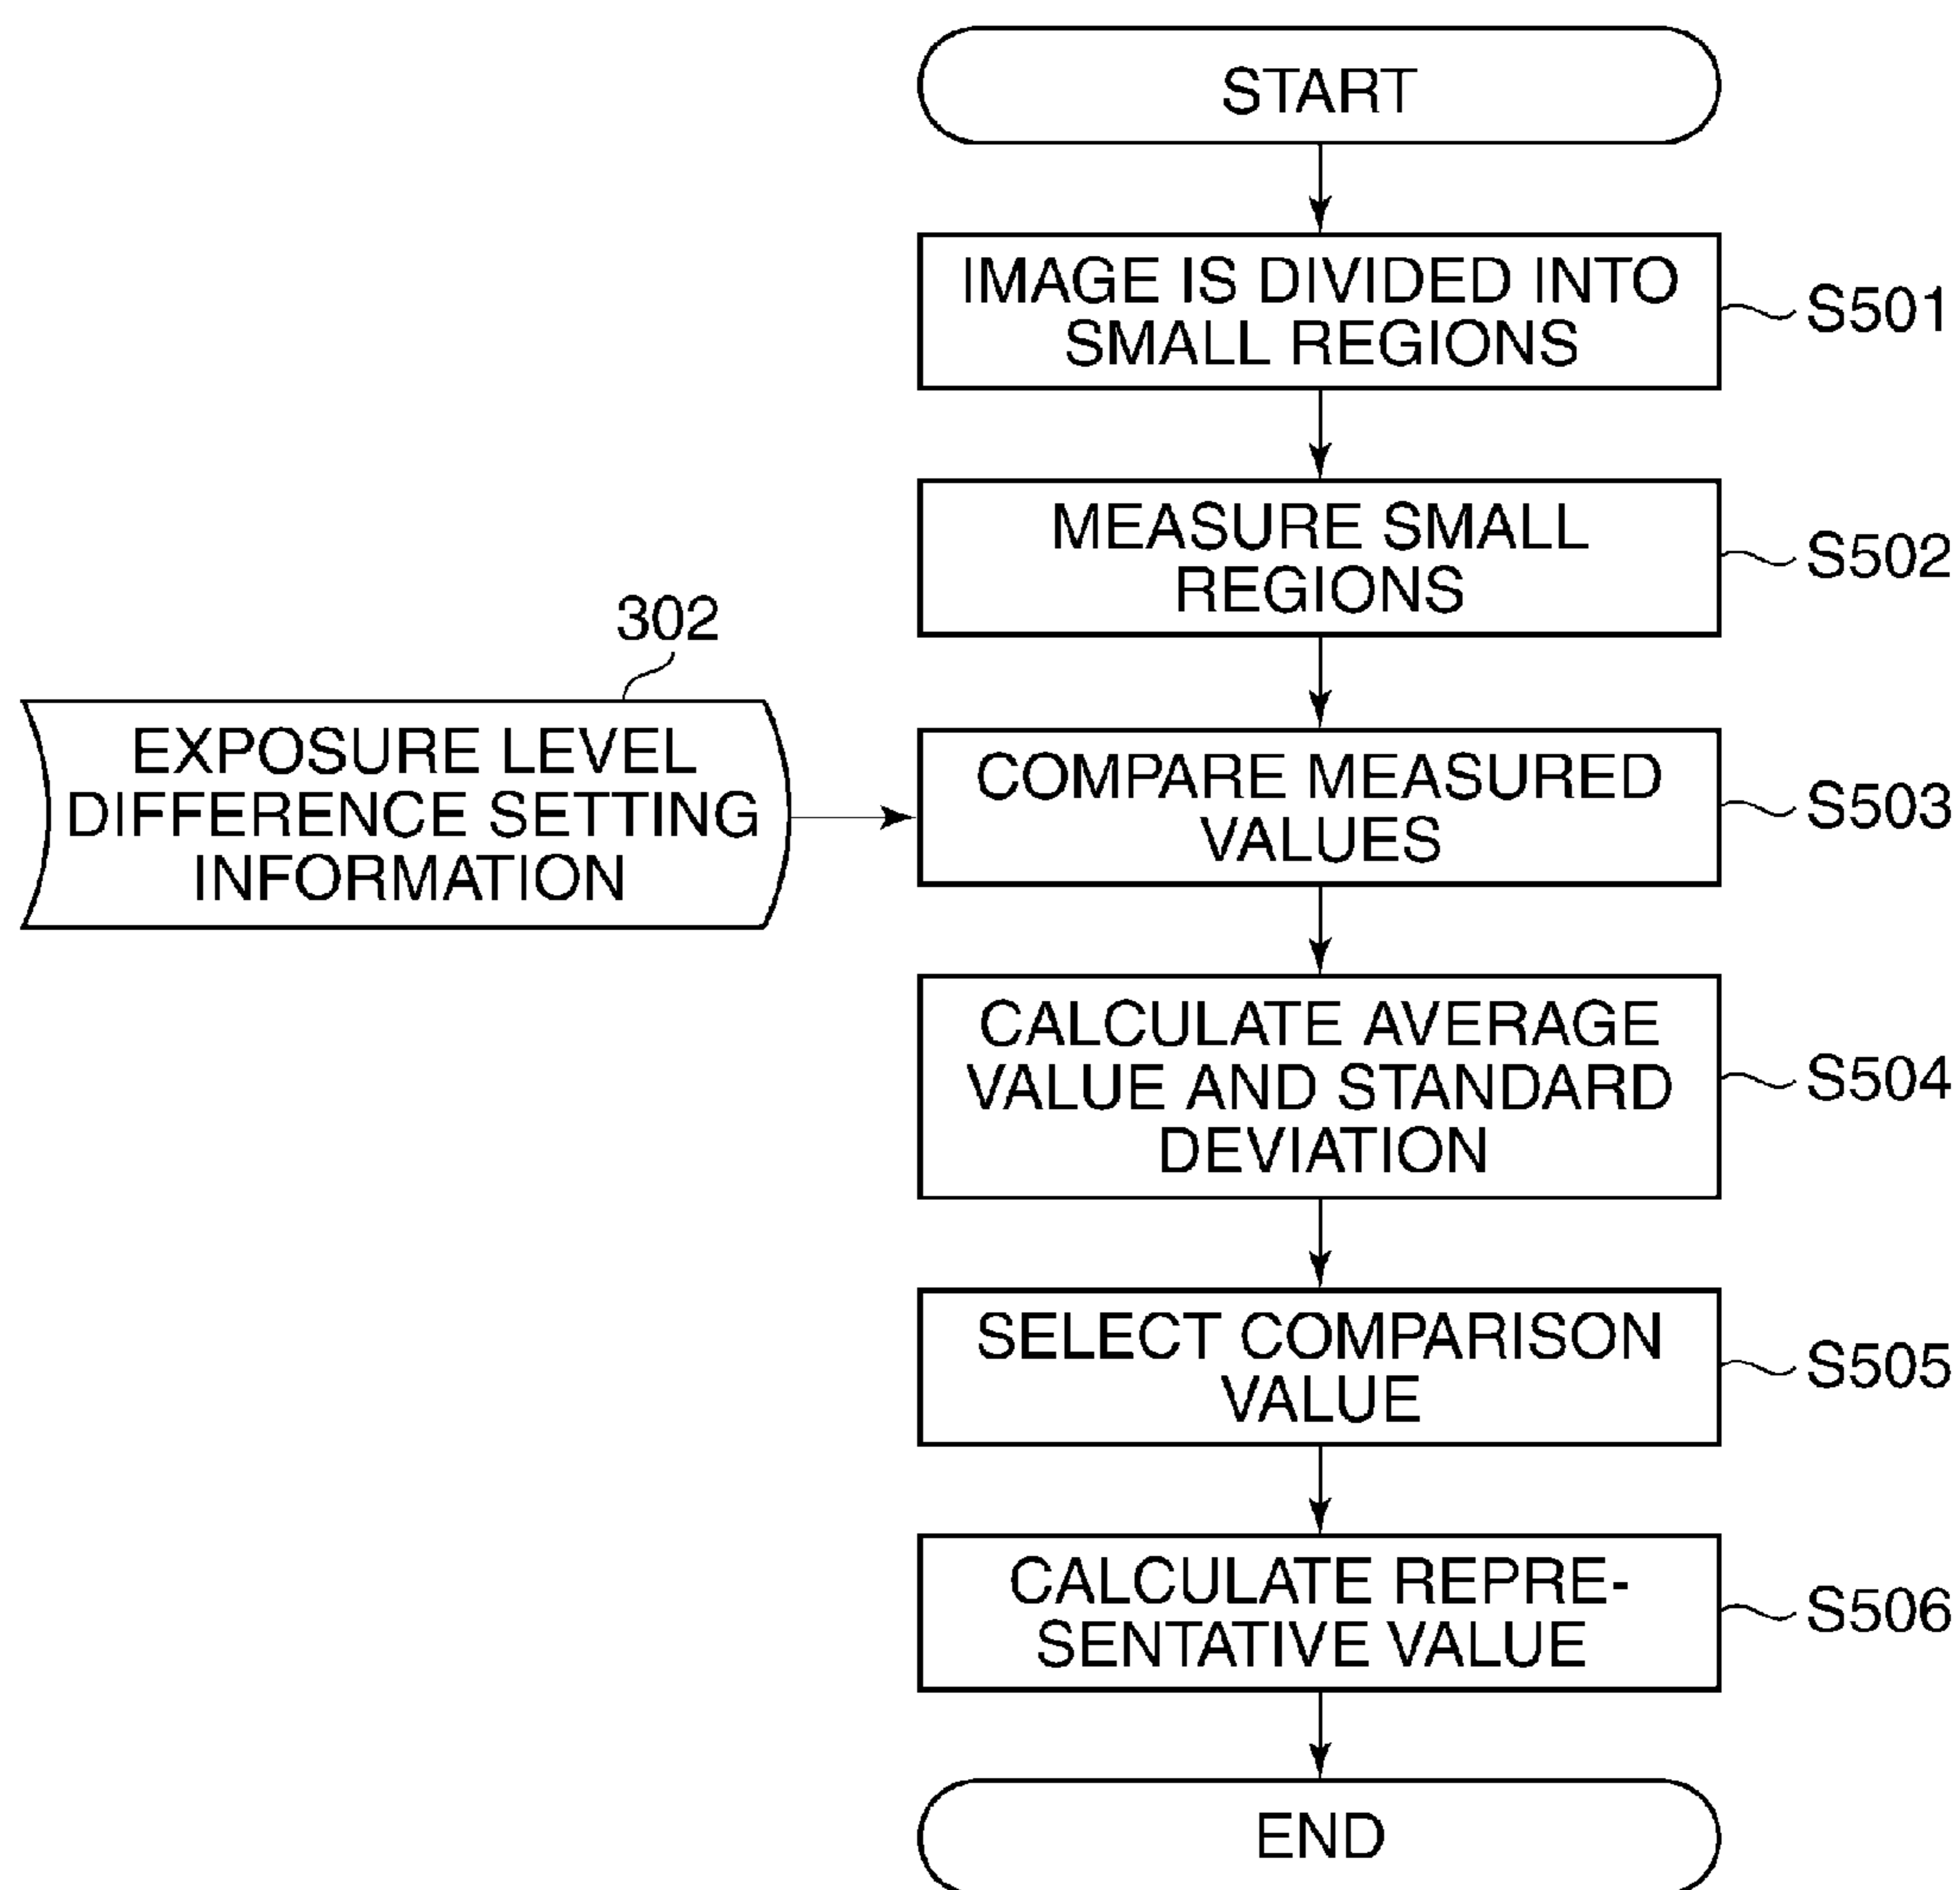 START
IMAGE IS DIVIDED INTO
SMALL REGIONS
S501
MEASURE SMALL
REGIONS
S502
302
EXPOSURE LEVEL
DIFFERENCE SETTING
INFORMATION
COMPARE MEASURED
VALUES
S503
CALCULATE AVERAGE
VALUE AND STANDARD
DEVIATION
S504
SELECT COMPARISON
VALUE
S505
CALCULATE REPRE-
SENTATIVE VALUE
S506
END